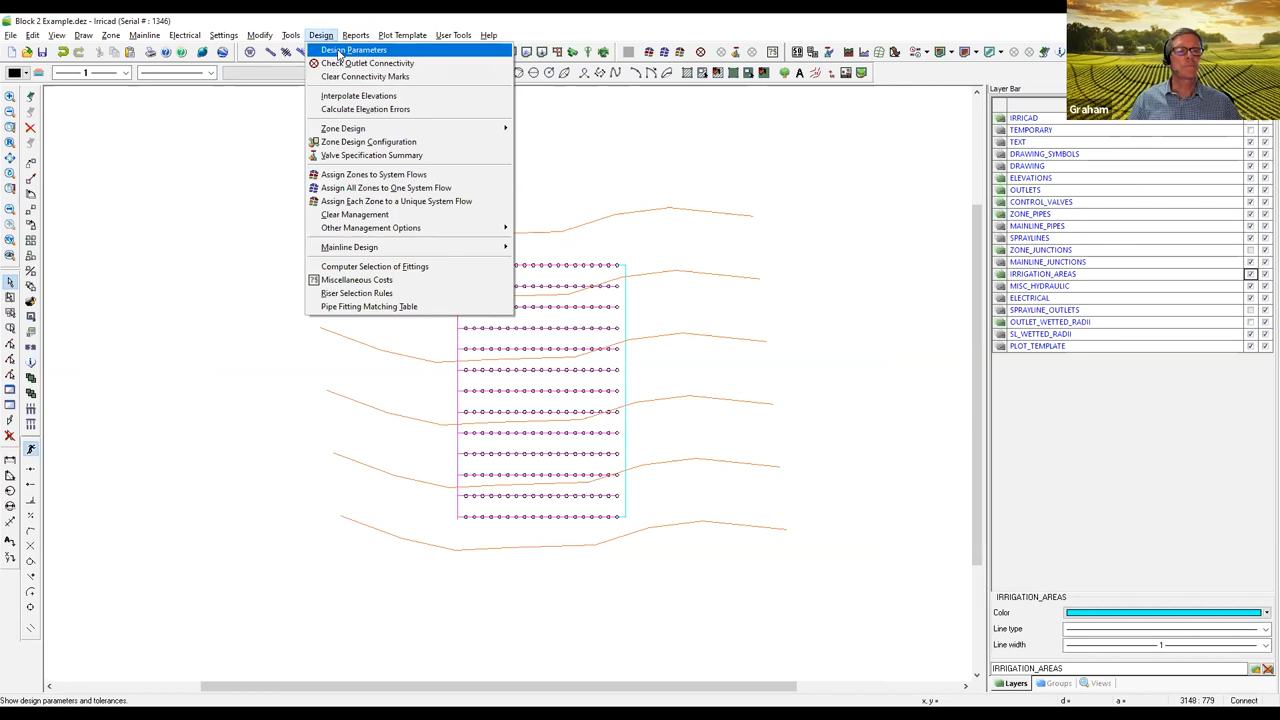 Block 2 Example.dez - Irricad (Serial # : 1346)
File Edit View Draw Zone Mainline Electrical Settings Modify Tools Design Reports Plot Template User Tools Help
1
Design Parameters
Check Outlet Connectivity
Clear Connectivity Marks
Interpolate Elevations
Calculate Elevation Errors
Zone Design
Zone Design Configuration
Valve Specification Summary
Assign Zones to System Flows
Assign All Zones to One System Flow
Assign Each Zone to a Unique System Flow
Clear Management
Other Management Options
Mainline Design
Computer Selection of Fittings
Miscellaneous Costs
Riser Selection Rules
Pipe Fitting Matching Table
Layer Bar
Graham
IRRICAD
TEMPORARY
TEXT
DRAWING_SYMBOLS
DRAWING
ELEVATIONS
OUTLETS
CONTROL_VALVES
ZONE_PIPES
MAINLINE_PIPES
SPRAYLINES
ZONE_JUNCTIONS
MAINLINE_JUNCTIONS
IRRIGATION_AREAS
MISC_HYDRAULIC
ELECTRICAL
SPRAYLINE_OUTLETS
OUTLET_WETTED_RADII
SL_WETTED_RADII
PLOT_TEMPLATE
IRRIGATION_AREAS
Color
Line type
Line width 1
IRRIGATION_AREAS
Layers Groups Views
Show design parameters and tolerances. x, y = d = a = 3148 : 779 Connect